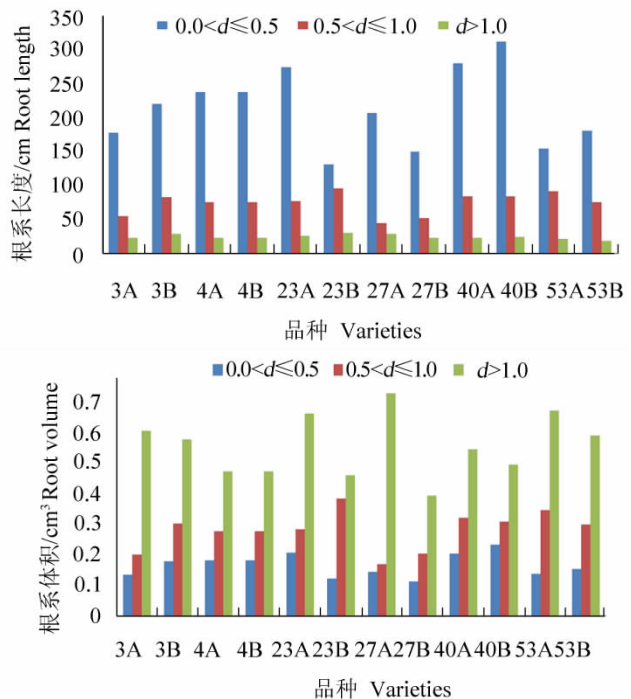 0.0<d≤0.5 0.5<d≤1.0 d>1.0
350
300
250
200
150
100
50
0
根系长度/cm Root length
3A 3B 4A 4B 23A 23B 27A 27B 40A 40B 53A 53B
品种 Varieties
0.0<d≤0.5 0.5<d≤1.0 d>1.0
0.7
0.6
0.5
0.4
0.3
0.2
0.1
0
根系体积/cm³ Root volume
3A 3B 4A 4B 23A 23B 27A 27B 40A 40B 53A 53B
品种 Varieties